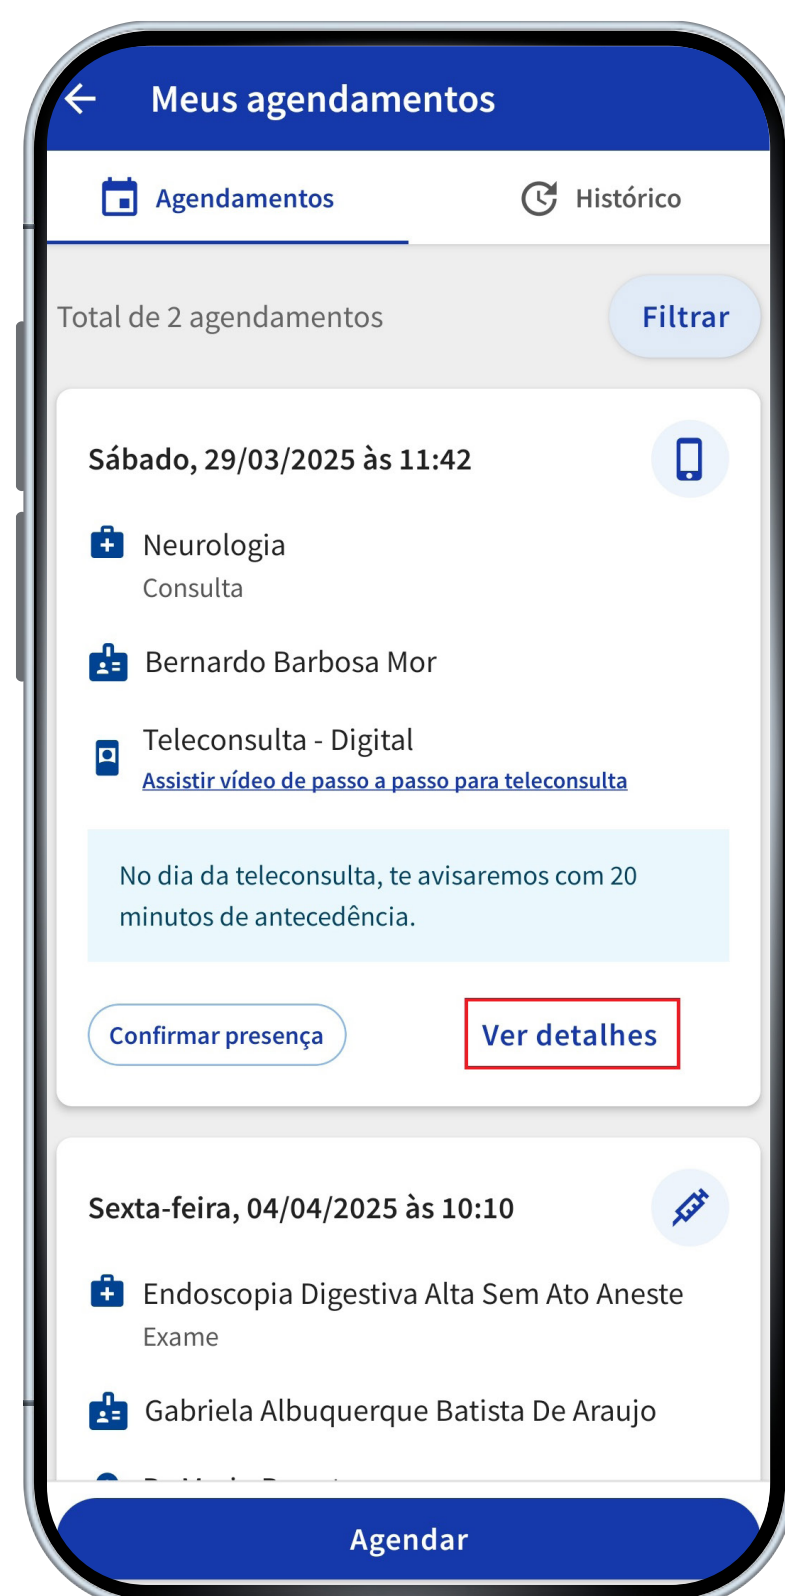 Meus agendamentos
Agendamentos
Histórico
Total de 2 agendamentos
Filtrar
Sábado, 29/03/2025 às 11:42
Neurologia
Consulta
Bernardo Barbosa Mor
Teleconsulta - Digital
Assistir vídeo de passo a passo para teleconsulta
No dia da teleconsulta, te avisaremos com 20
minutos de antecedência.
Confirmar presença
Ver detalhes
Sexta-feira, 04/04/2025 às 10:10
Endoscopia Digestiva Alta Sem Ato Aneste
Exame
Gabriela Albuquerque Batista De Araujo
Agendar